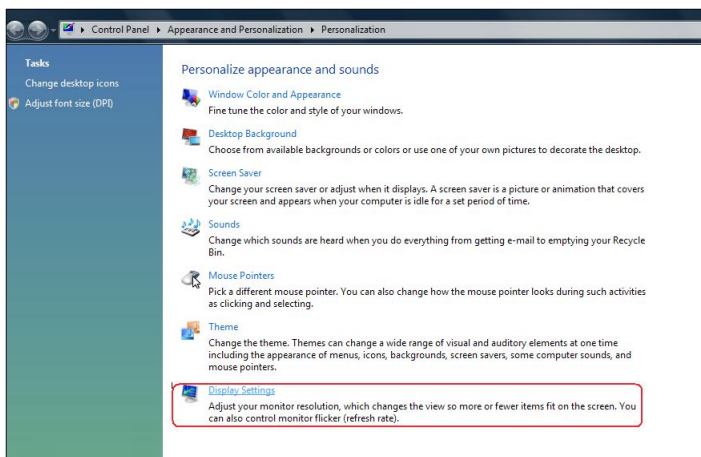 Control Panel ▸ Appearance and Personalization ▸ Personalization
Tasks
Change desktop icons
Adjust font size (DPI)
Personalize appearance and sounds
Window Color and Appearance
Fine tune the color and style of your windows.
Desktop Background
Choose from available backgrounds or colors or use one of your own pictures to decorate the desktop.
Screen Saver
Change your screen saver or adjust when it displays. A screen saver is a picture or animation that covers
your screen and appears when your computer is idle for a set period of time.
Sounds
Change which sounds are heard when you do everything from getting e-mail to emptying your Recycle
Bin.
Mouse Pointers
Pick a different mouse pointer. You can also change how the mouse pointer looks during such activities
as clicking and selecting.
Theme
Change the theme. Themes can change a wide range of visual and auditory elements at one time
including the appearance of menus, icons, backgrounds, screen savers, some computer sounds, and
mouse pointers.
Display Settings
Adjust your monitor resolution, which changes the view so more or fewer items fit on the screen. You
can also control monitor flicker (refresh rate).